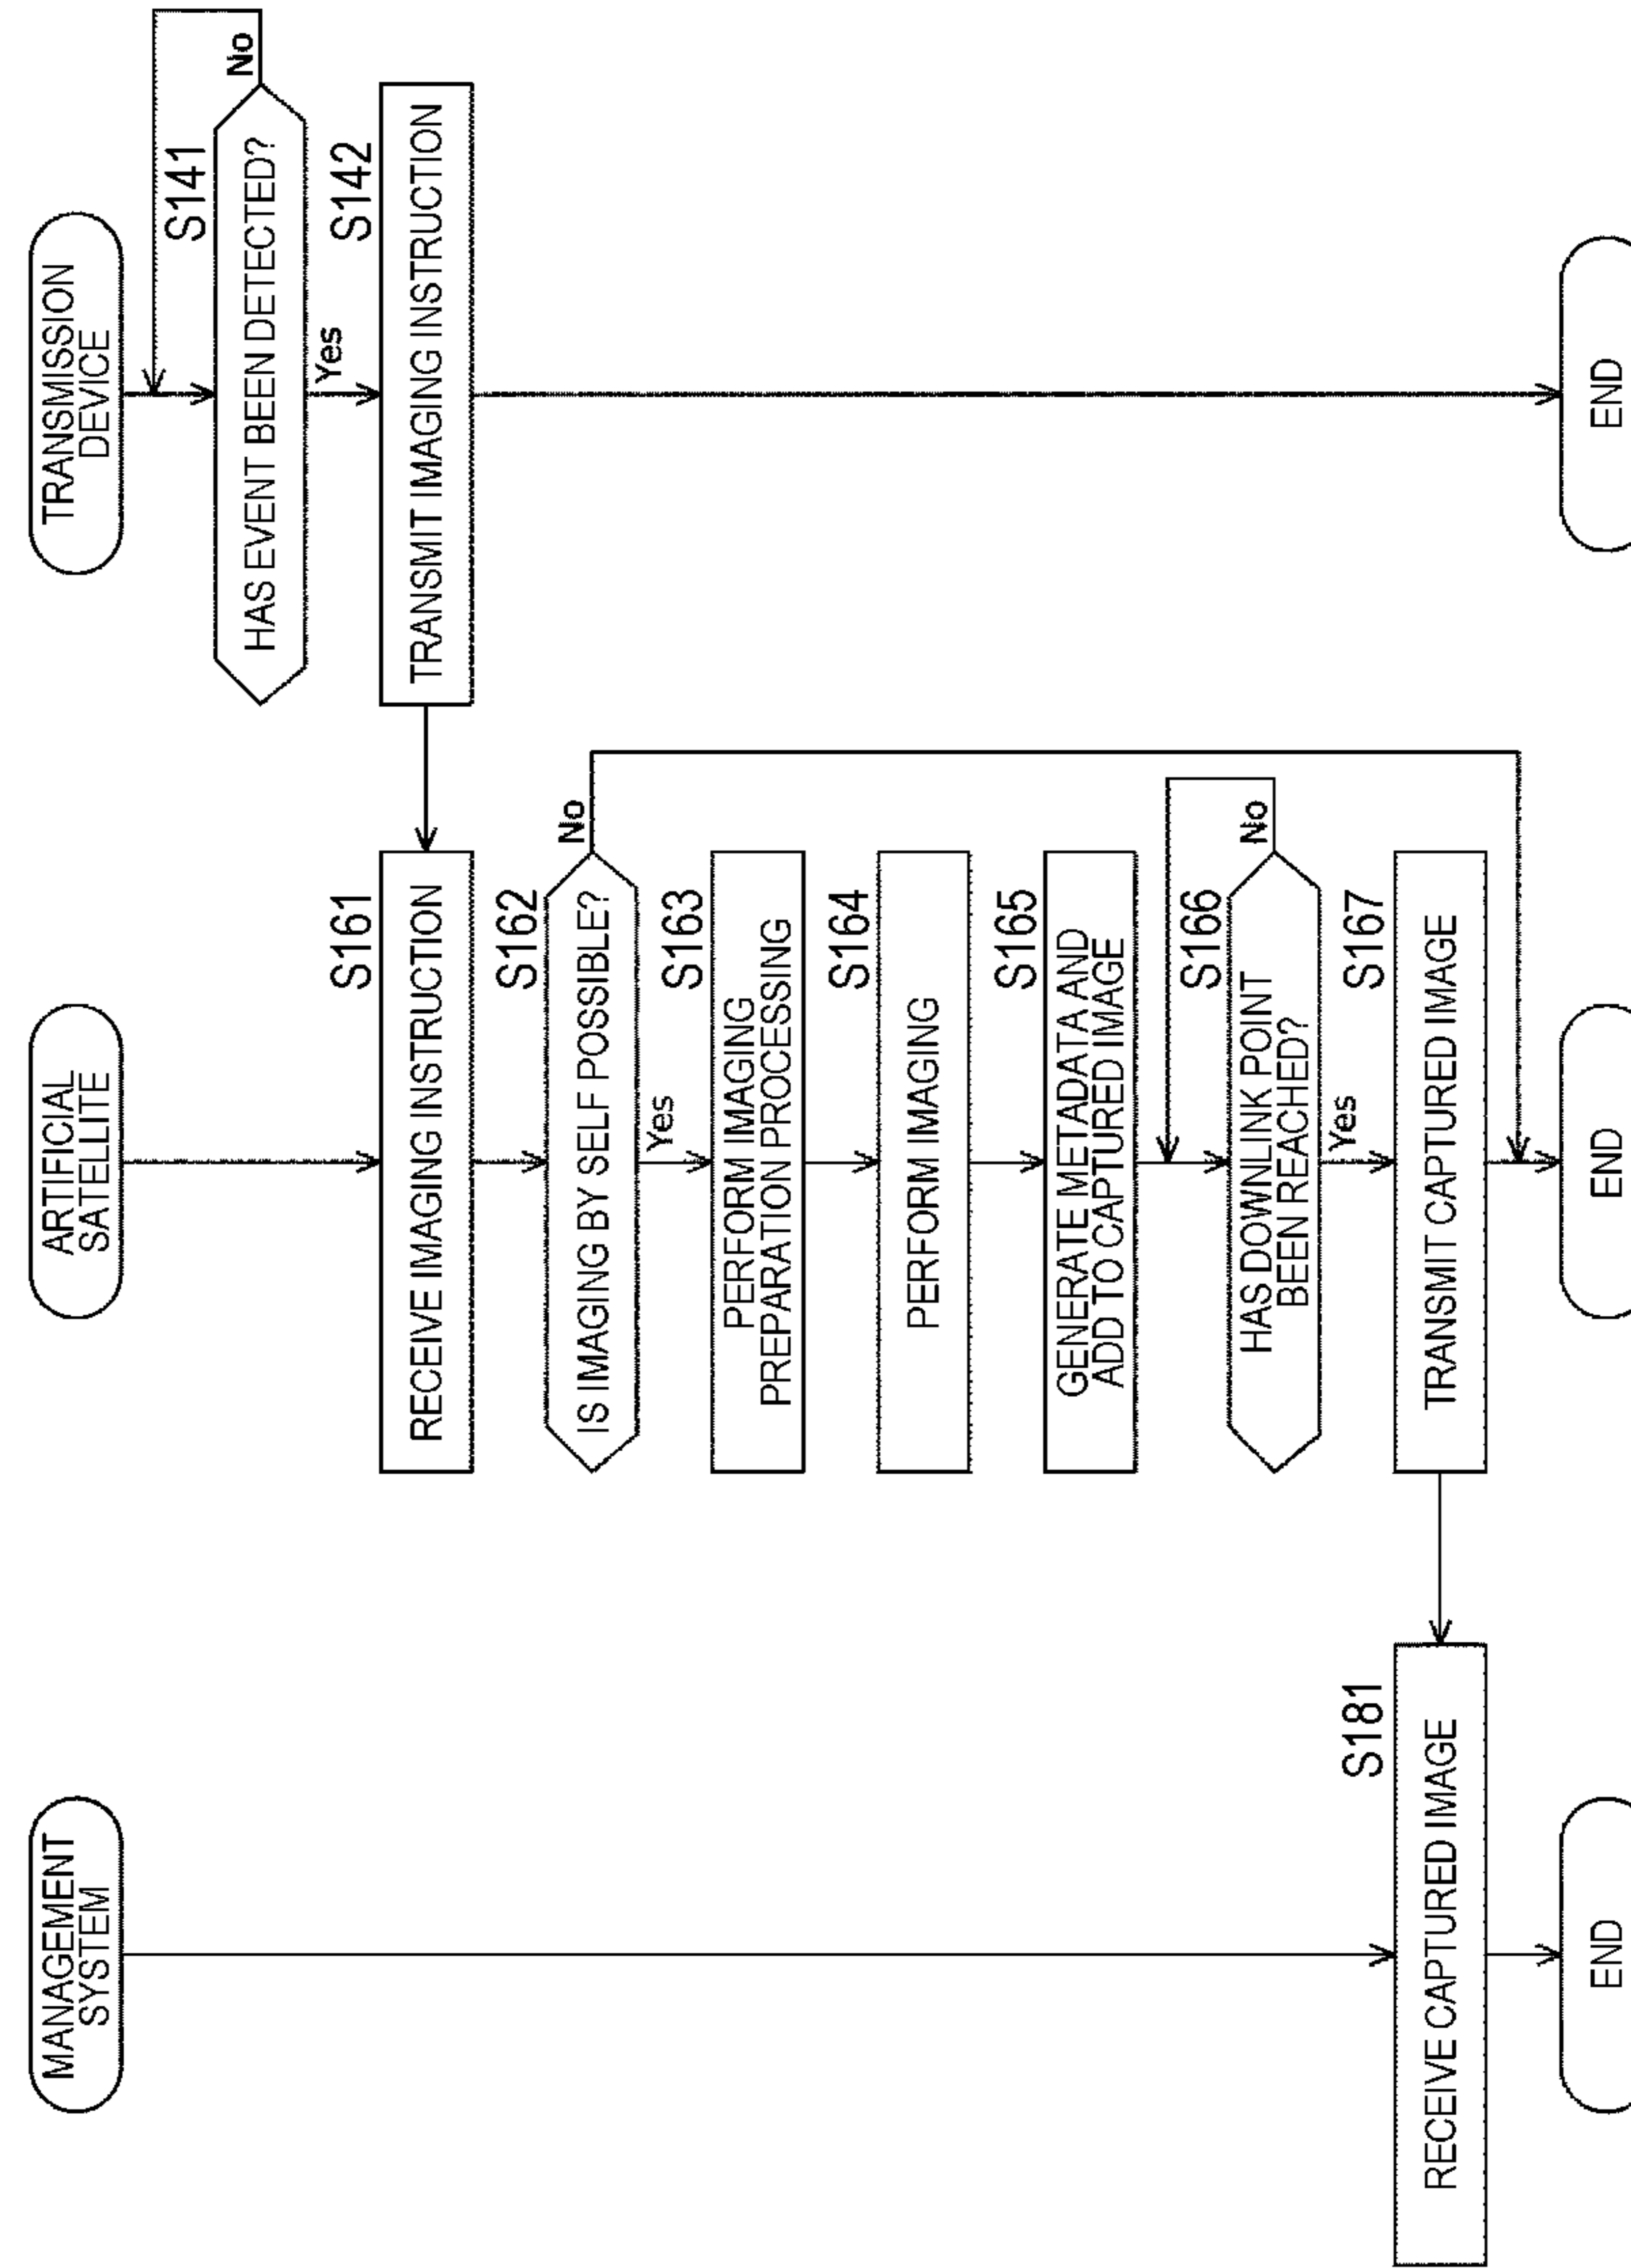 MANAGEMENT
SYSTEM
S181
RECEIVE CAPTURED IMAGE
END
ARTIFICIAL
SATELLITE
S161
RECEIVE IMAGING INSTRUCTION
S162
IS IMAGING BY SELF POSSIBLE?
No
Yes
S163
PERFORM IMAGING
PREPARATION PROCESSING
S164
PERFORM IMAGING
S165
GENERATE METADATA AND
ADD TO CAPTURED IMAGE
S166
HAS DOWNLINK POINT
BEEN REACHED?
No
Yes
S167
TRANSMIT CAPTURED IMAGE
END
TRANSMISSION
DEVICE
S141
HAS EVENT BEEN DETECTED?
No
Yes
S142
TRANSMIT IMAGING INSTRUCTION
END